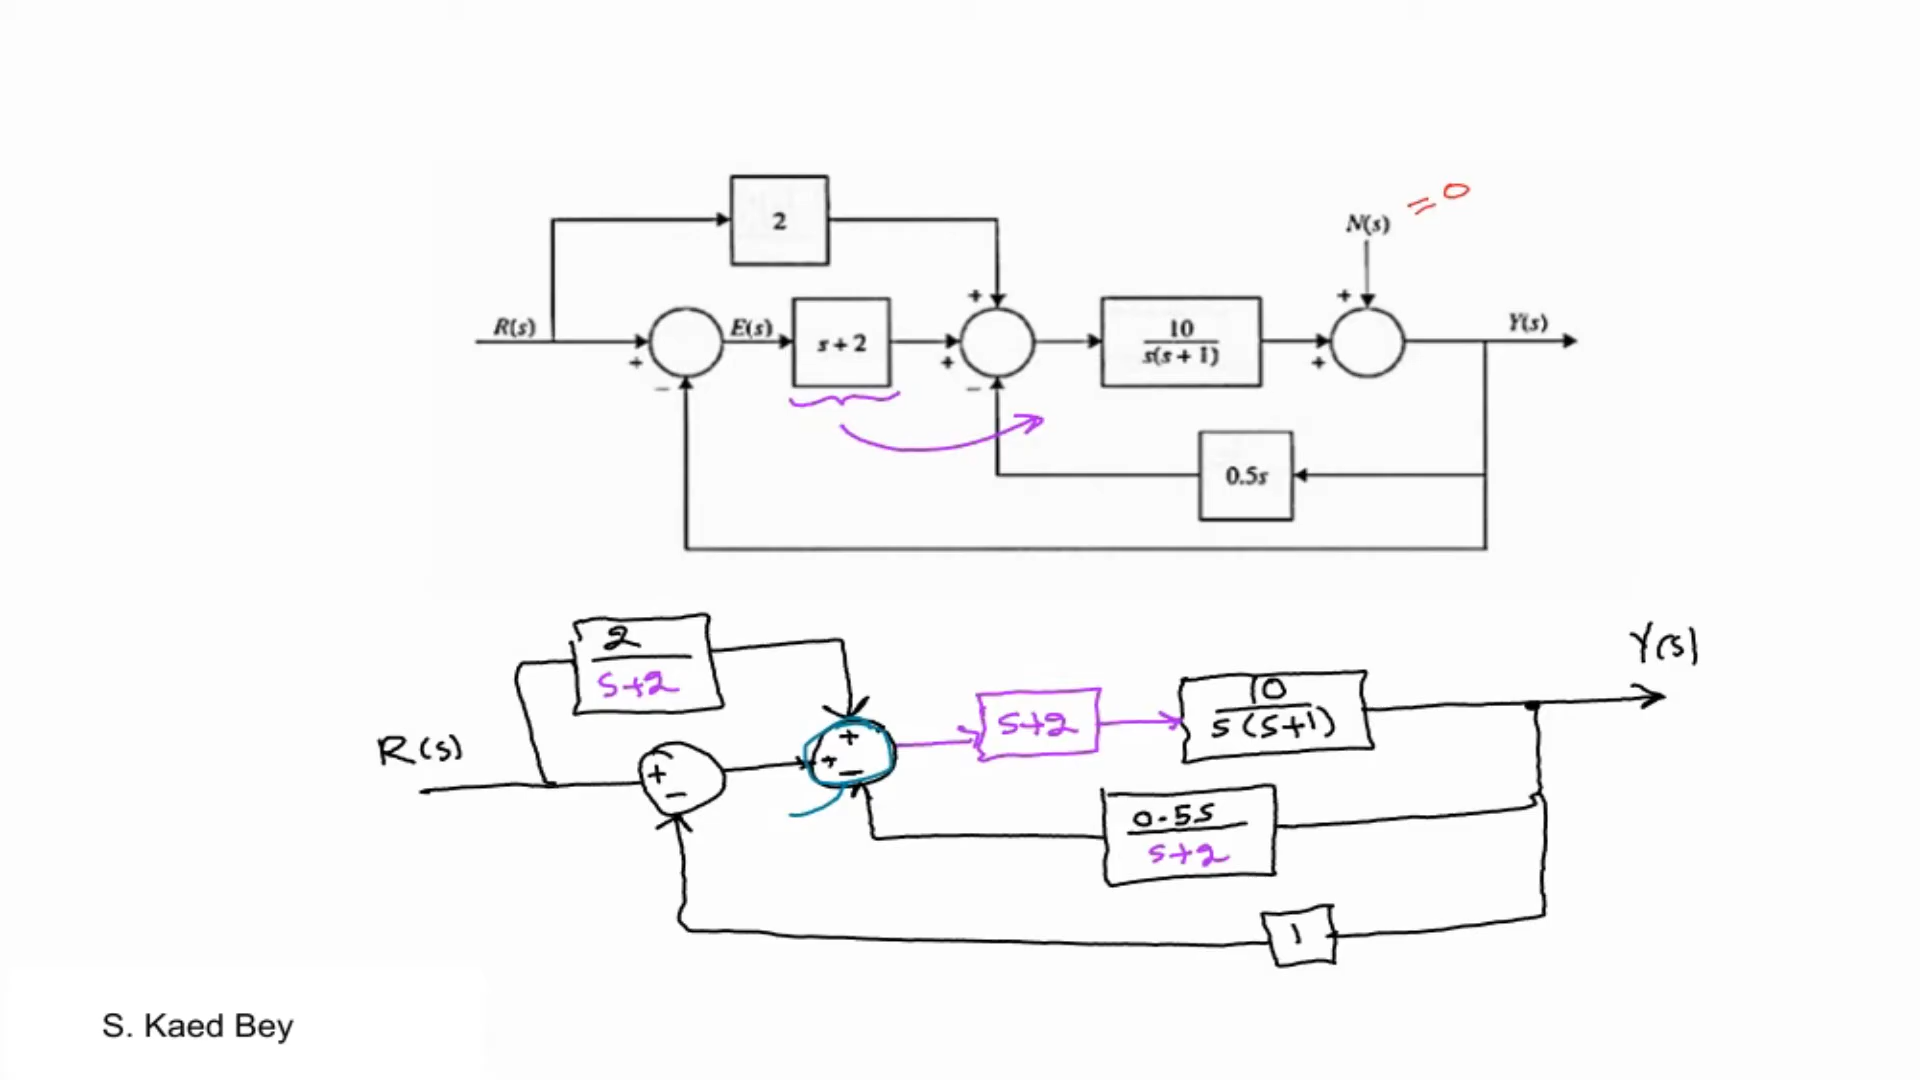 = 0
N(s)
2
+
+
R(s)
+
−
E(s)
s + 2
+
−
10
s(s + 1)
+
Y(s)
0.5s
2
s+2
Y(s)
R(s)
+
−
+
+
−
s+2
10
s(s+1)
0.5s
s+2
1
S. Kaed Bey